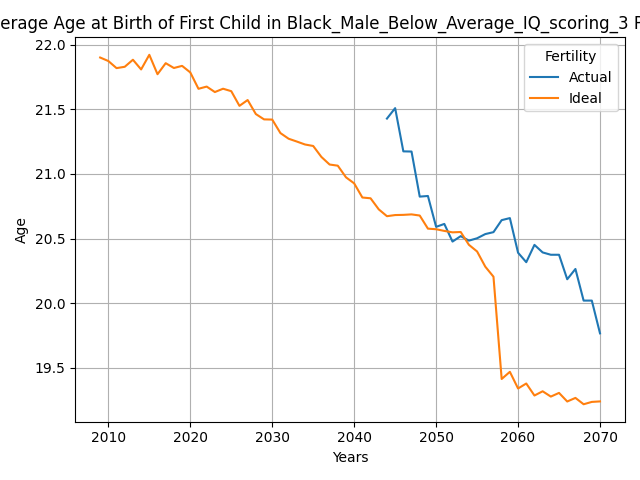 erage Age at Birth of First Child in Black_Male_Below_Average_IQ_scoring_3
Fertility
Actual
Ideal
22.0
21.5
21.0
20.5
20.0
19.5
Age
2010 2020 2030 2040 2050 2060 2070
Years